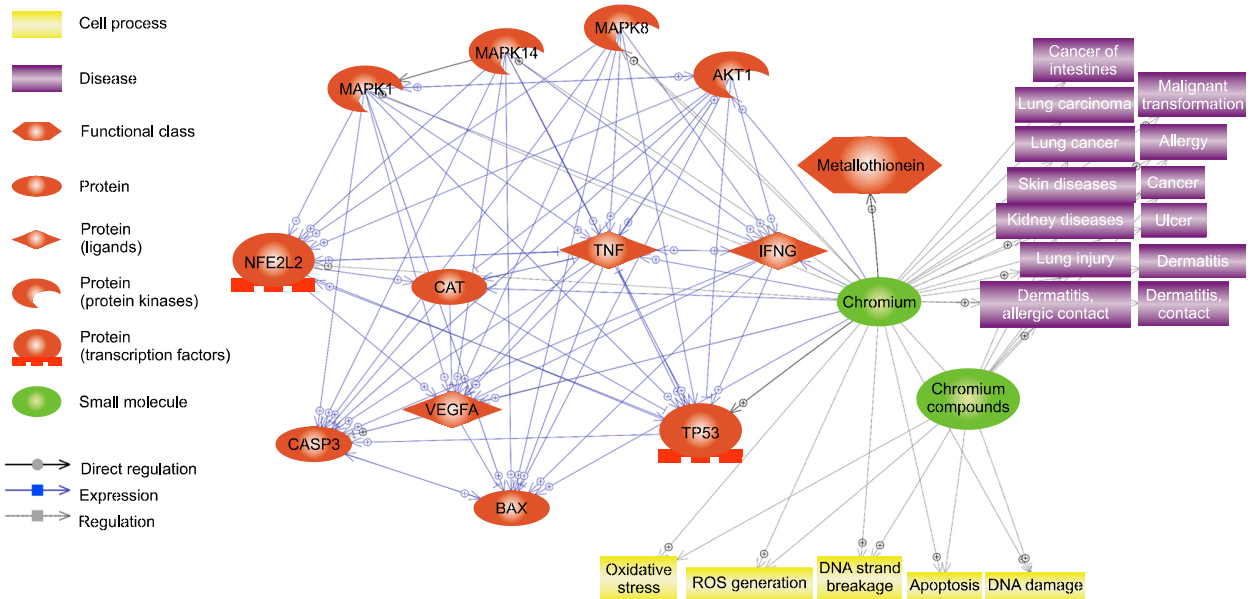 Cell process
Disease
Functional class
Protein
Protein
(ligands)
Protein
(protein kinases)
Protein
(transcription factors)
Small molecule
Direct regulation
Expression
Regulation
MAPK8
MAPK14
MAPK1
AKT1
Metallothionein
NFE2L2
TNF
IFNG
CAT
Chromium
VEGFA
CASP3
TP53
BAX
Chromium
compounds
Cancer of
intestines
Malignant
transformation
Lung carcinoma
Lung cancer
Allergy
Skin diseases
Cancer
Kidney diseases
Ulcer
Lung injury
Dermatitis
Dermatitis,
allergic contact
Dermatitis,
contact
Oxidative
stress
ROS generation
DNA strand
breakage
Apoptosis
DNA damage